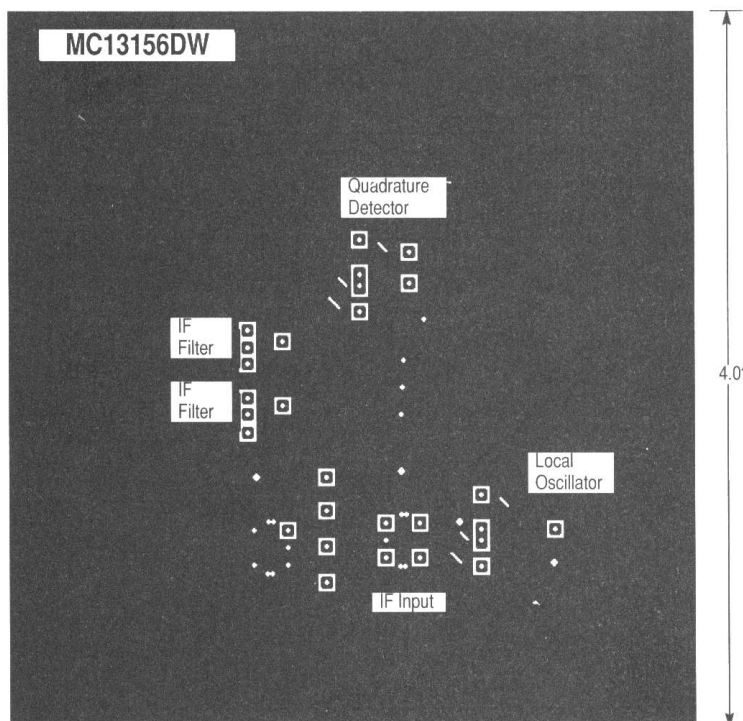 MC13156DW
Quadrature
Detector
IF
Filter
IF
Filter
4.0
Local
Oscillator
IF Input